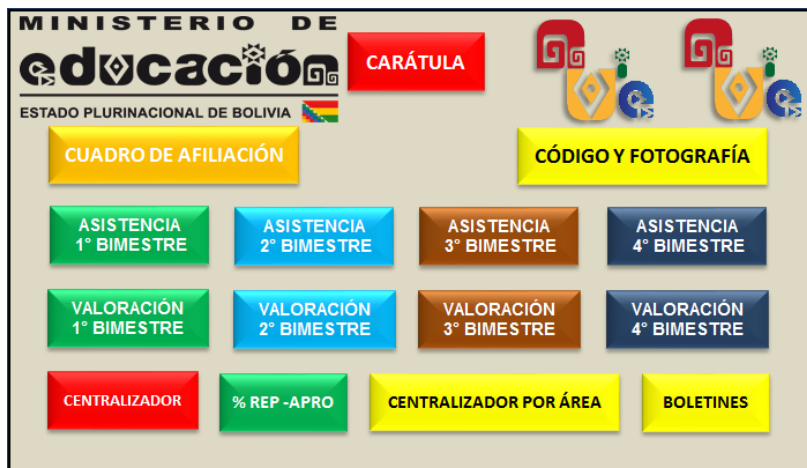 MINISTERIO DE
educación
ESTADO PLURINACIONAL DE BOLIVIA
CARÁTULA
CUADRO DE AFILIACIÓN
CÓDIGO Y FOTOGRAFÍA
ASISTENCIA
1° BIMESTRE
ASISTENCIA
2° BIMESTRE
ASISTENCIA
3° BIMESTRE
ASISTENCIA
4° BIMESTRE
VALORACIÓN
1° BIMESTRE
VALORACIÓN
2° BIMESTRE
VALORACIÓN
3° BIMESTRE
VALORACIÓN
4° BIMESTRE
CENTRALIZADOR
% REP -APRO
CENTRALIZADOR POR ÁREA
BOLETINES